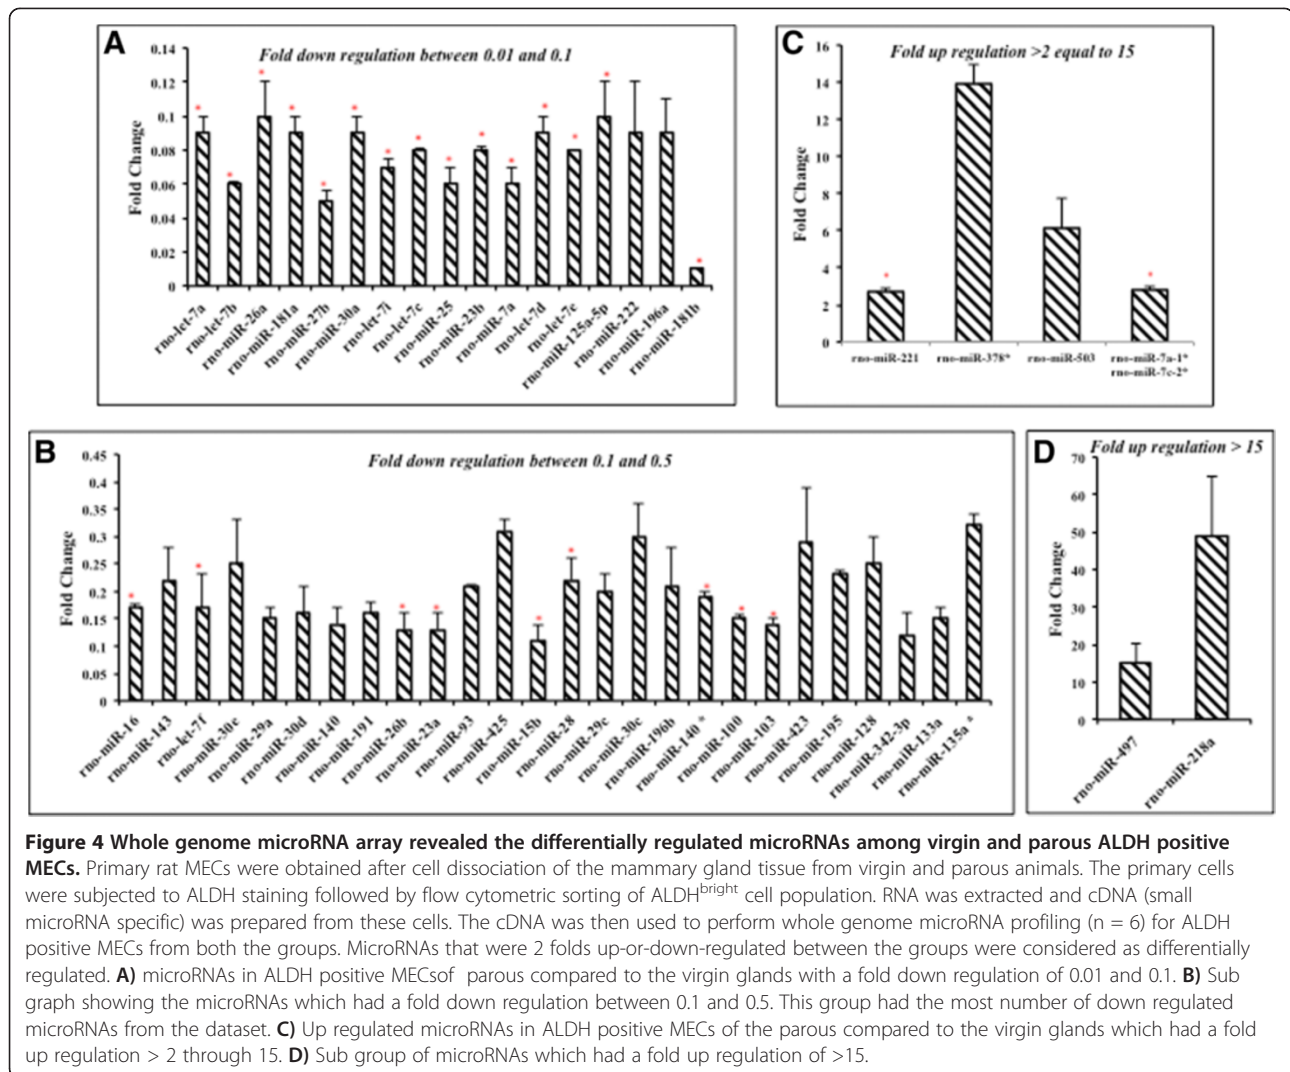 A
Fold down regulation between 0.01 and 0.1
Fold Change
0.14
0.12
0.1
0.08
0.06
0.04
0.02
0
rno-let-7a
rno-let-7b
rno-miR-26a
rno-miR-181a
rno-miR-27b
rno-miR-30a
rno-let-7i
rno-let-7c
rno-miR-25
rno-miR-23b
rno-miR-7a
rno-let-7d
rno-let-7c
rno-miR-125a-5p
rno-miR-222
rno-miR-196a
rno-miR-181b
C
Fold up regulation >2 equal to 15
Fold Change
16
14
12
10
8
6
4
2
0
rno-miR-221
rno-miR-378*
rno-miR-503
rno-miR-7a-1*
rno-miR-7c-2*
B
Fold down regulation between 0.1 and 0.5
Fold Change
0.45
0.4
0.35
0.3
0.25
0.2
0.15
0.1
0.05
0
rno-miR-16
rno-miR-143
rno-let-7f
rno-miR-30c
rno-miR-29a
rno-miR-30d
rno-miR-140
rno-miR-191
rno-miR-26b
rno-miR-23a
rno-miR-93
rno-miR-425
rno-miR-15b
rno-miR-28
rno-miR-29c
rno-miR-30c
rno-miR-196b
rno-miR-140*
rno-miR-100
rno-miR-103
rno-miR-423
rno-miR-195
rno-miR-128
rno-miR-342-3p
rno-miR-133a
rno-miR-135a*
D
Fold up regulation > 15
Fold Change
70
60
50
40
30
20
10
0
rno-miR-497
rno-miR-218a
Figure 4 Whole genome microRNA array revealed the differentially regulated microRNAs among virgin and parous ALDH positive
MECs. Primary rat MECs were obtained after cell dissociation of the mammary gland tissue from virgin and parous animals. The primary cells
were subjected to ALDH staining followed by flow cytometric sorting of ALDHbright cell population. RNA was extracted and cDNA (small
microRNA specific) was prepared from these cells. The cDNA was then used to perform whole genome microRNA profiling (n = 6) for ALDH
positive MECs from both the groups. MicroRNAs that were 2 folds up-or-down-regulated between the groups were considered as differentially
regulated. A) microRNAs in ALDH positive MECsof parous compared to the virgin glands with a fold down regulation of 0.01 and 0.1. B) Sub
graph showing the microRNAs which had a fold down regulation between 0.1 and 0.5. This group had the most number of down regulated
microRNAs from the dataset. C) Up regulated microRNAs in ALDH positive MECs of the parous compared to the virgin glands which had a fold
up regulation > 2 through 15. D) Sub group of microRNAs which had a fold up regulation of >15.